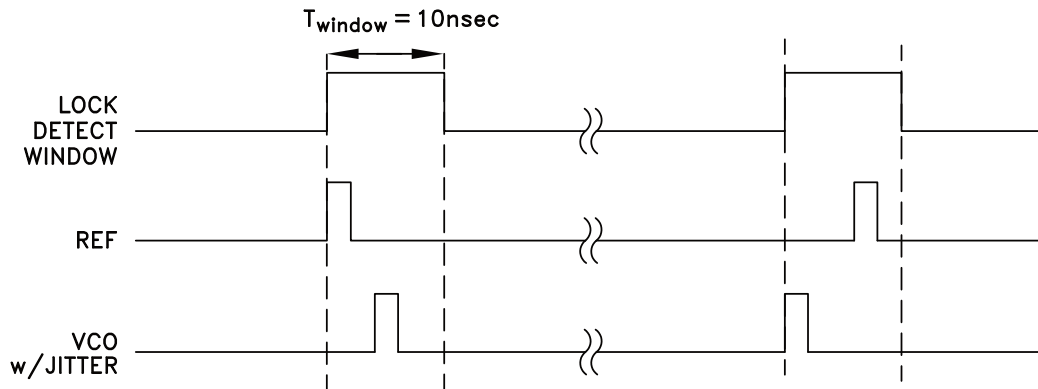 Twindow = 10nsec
LOCK
DETECT
WINDOW
REF
VCO
w/JITTER